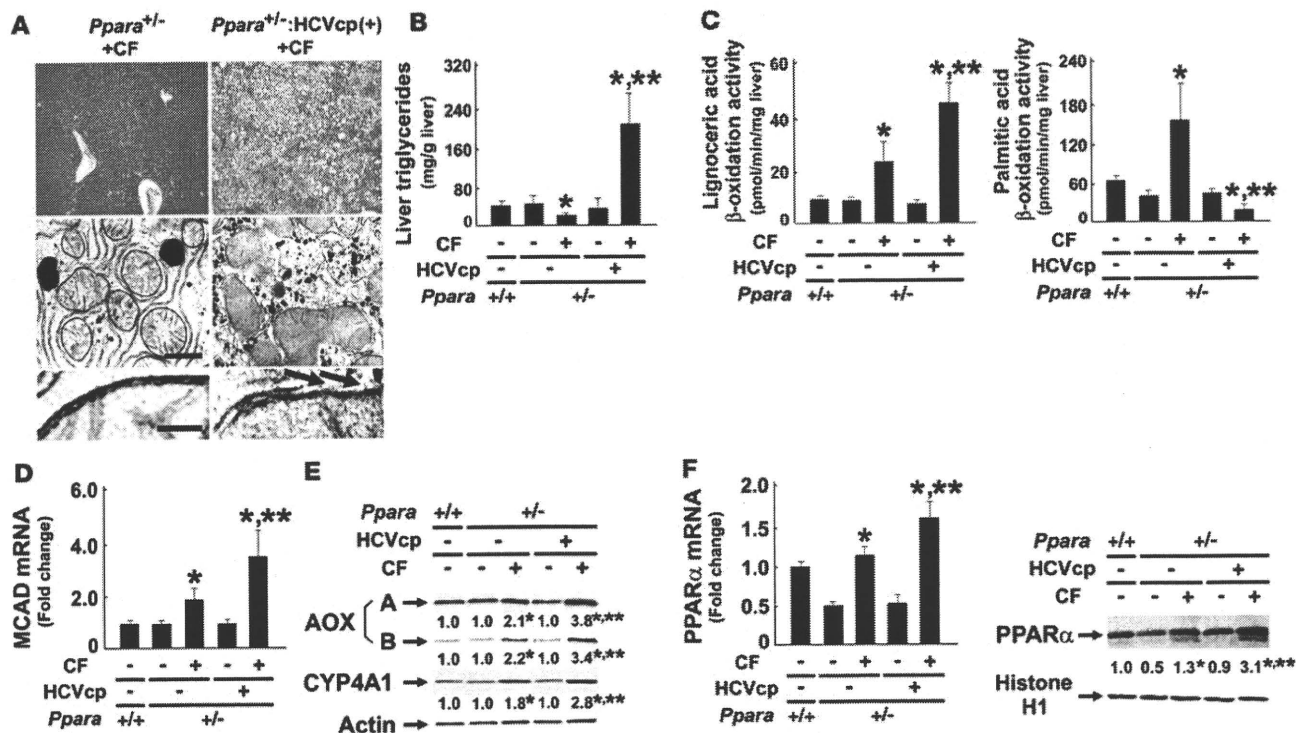 A
Ppara+/-
+CF
Ppara+/-:HCVcp(+)
+CF
B
Liver triglycerides
(mg/g liver)
320
240
160
80
0
*
*,**
CF - - + - +
HCVcp - - +
Ppara +/+ +/-
C
Lignoceric acid
β-oxidation activity
(pmol/min/mg liver)
60
40
20
0
*
*,**
CF - - + - +
HCVcp - - +
Ppara +/+ +/-
Palmitic acid
β-oxidation activity
(pmol/min/mg liver)
240
180
120
60
0
*
*,**
CF - - + - +
HCVcp - - +
Ppara +/+ +/-
D
MCAD mRNA
(Fold change)
6.0
4.0
2.0
0
*
*,**
CF - - + - +
HCVcp - - +
Ppara +/+ +/-
E
Ppara +/+ +/-
HCVcp - - +
CF - - + - +
AOX
A
1.0 1.0 2.1* 1.0 3.8*,**
B
1.0 1.0 2.2* 1.0 3.4*,**
CYP4A1
1.0 1.0 1.8* 1.0 2.8*,**
Actin
F
PPARα mRNA
(Fold change)
2.0
1.5
1.0
0.5
0
*
*,**
CF - - + - +
HCVcp - - +
Ppara +/+ +/-
Ppara +/+ +/-
HCVcp - - +
CF - - + - +
PPARα
1.0 0.5 1.3* 0.9 3.1*,**
Histone
H1